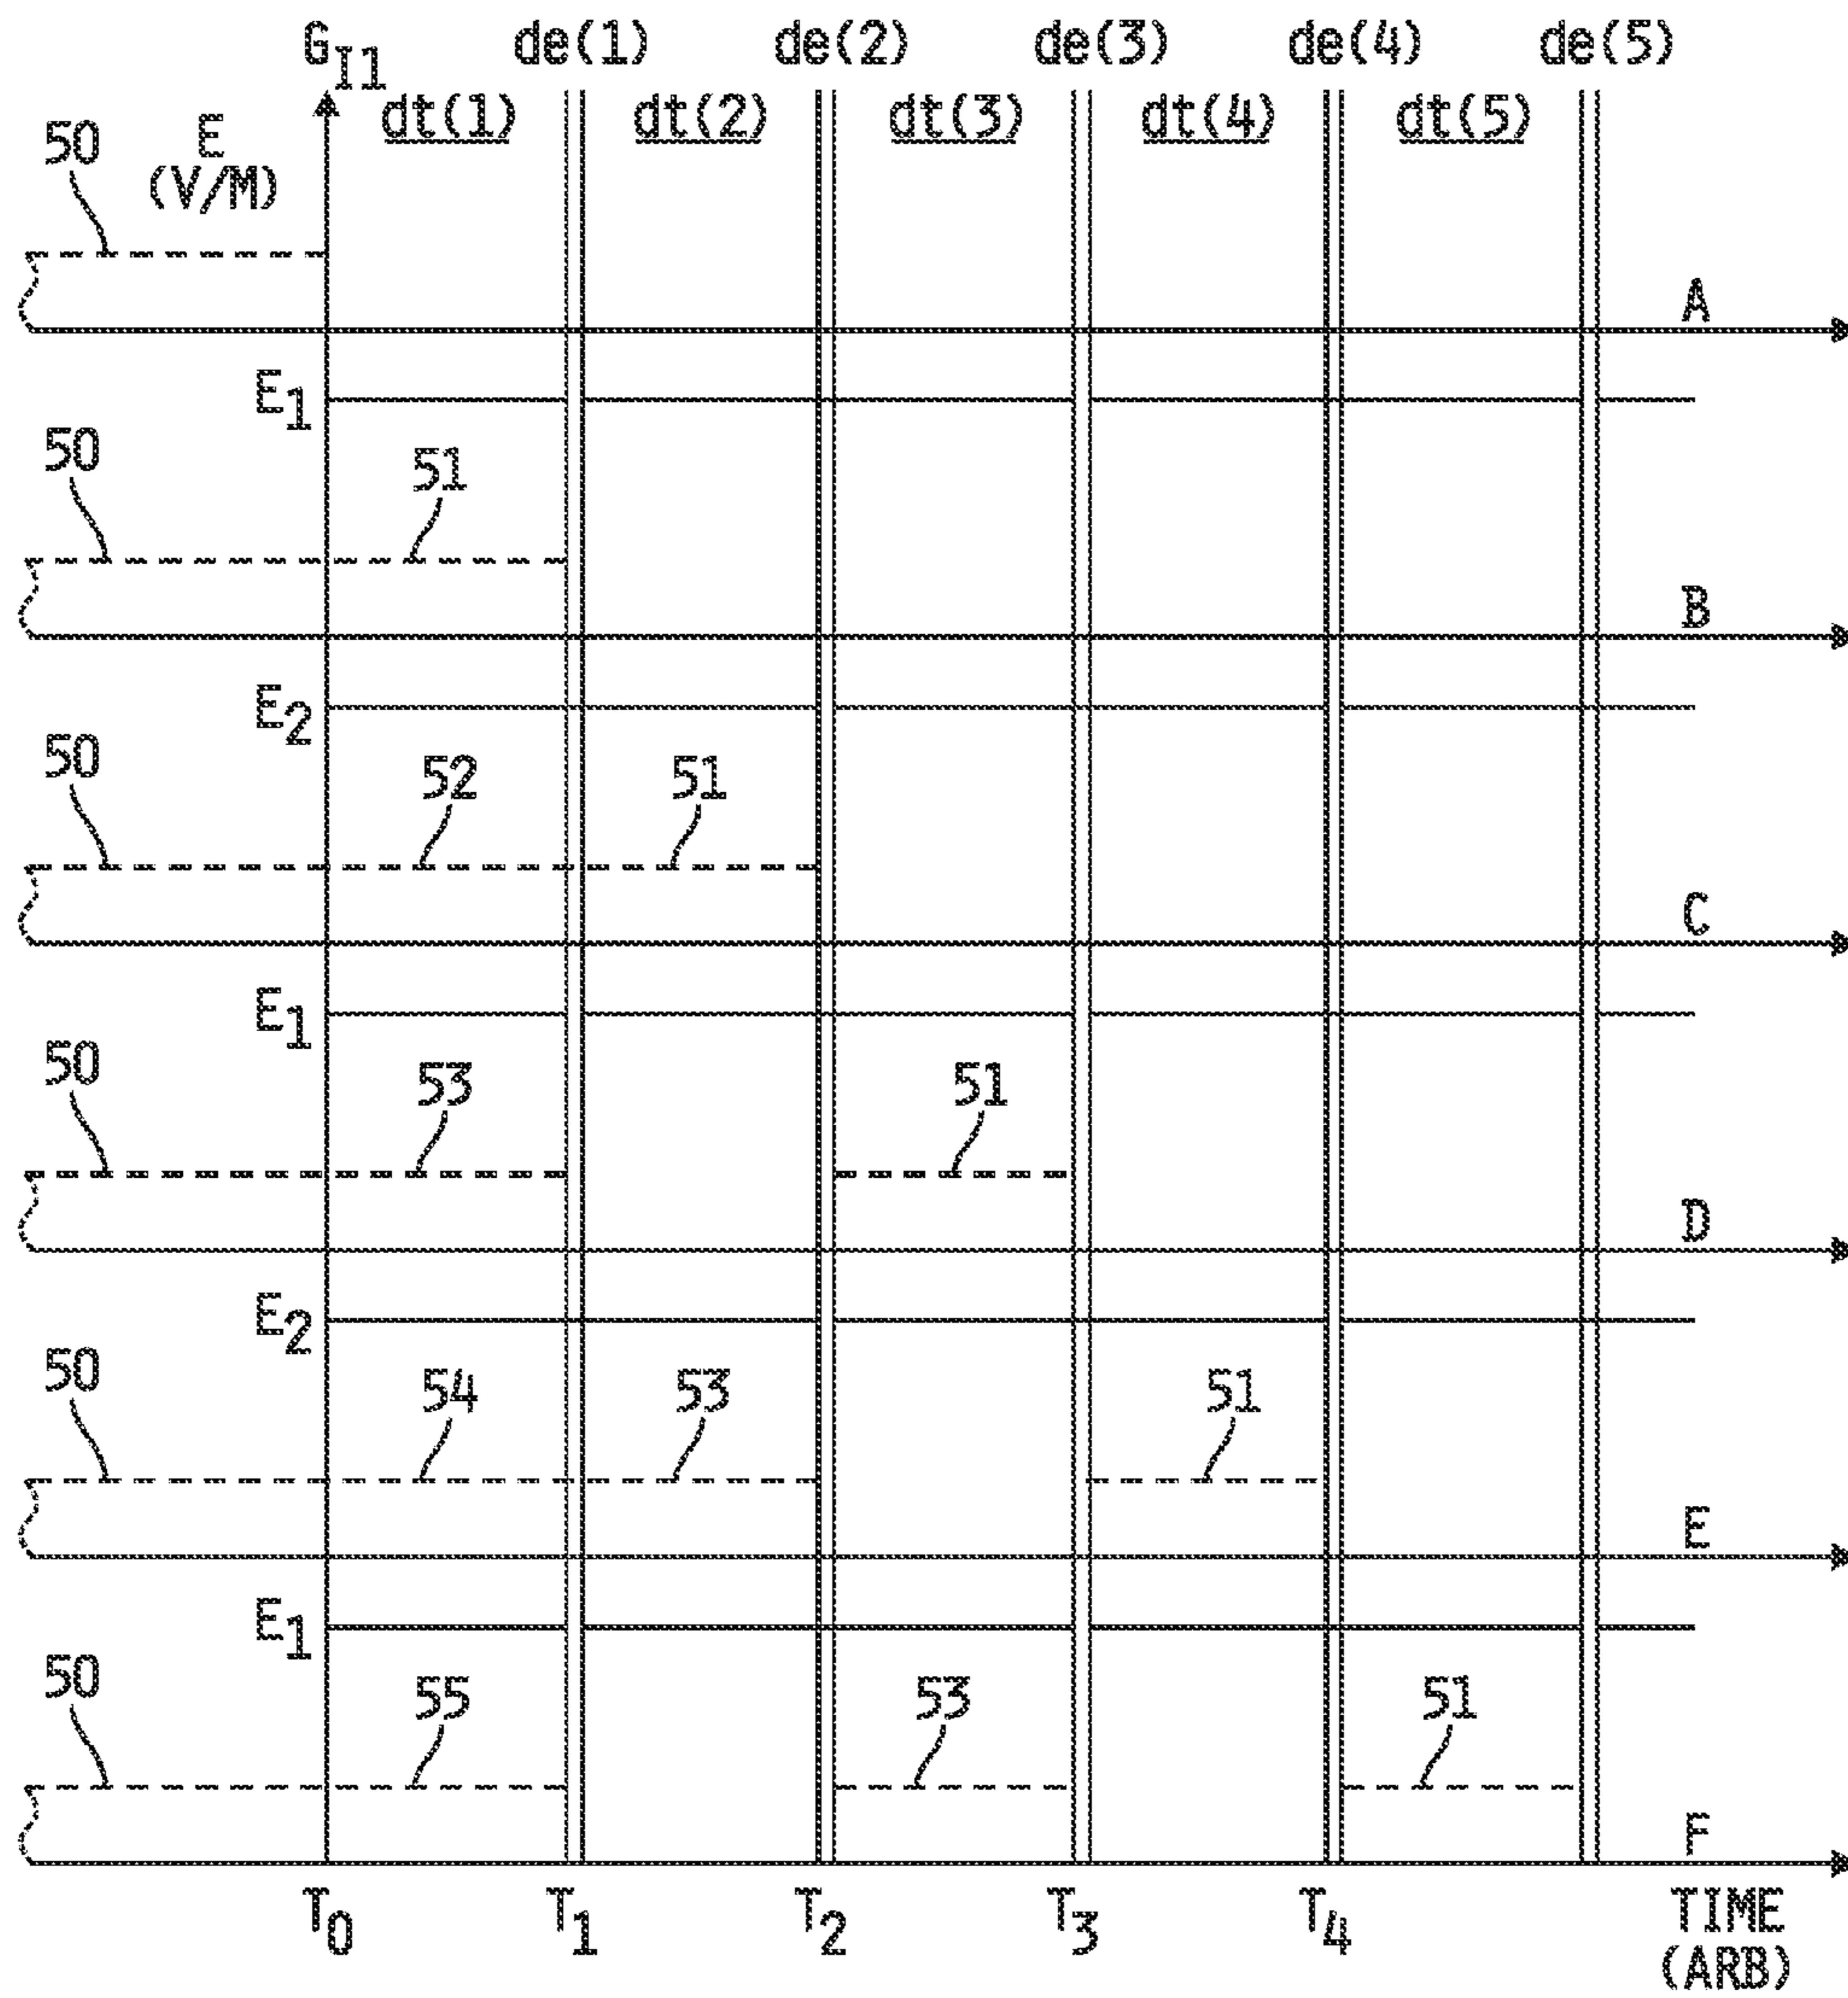 G_I1 de(1) de(2) de(3) de(4) de(5)
dt(1) dt(2) dt(3) dt(4) dt(5)
50 E
(V/M)
A
E1
50 51
B
E2
50 52 51
C
E1
50 53 51
D
E2
50 54 53 51
E
E1
50 55 53 51
F
T0 T1 T2 T3 T4 TIME
(ARB)